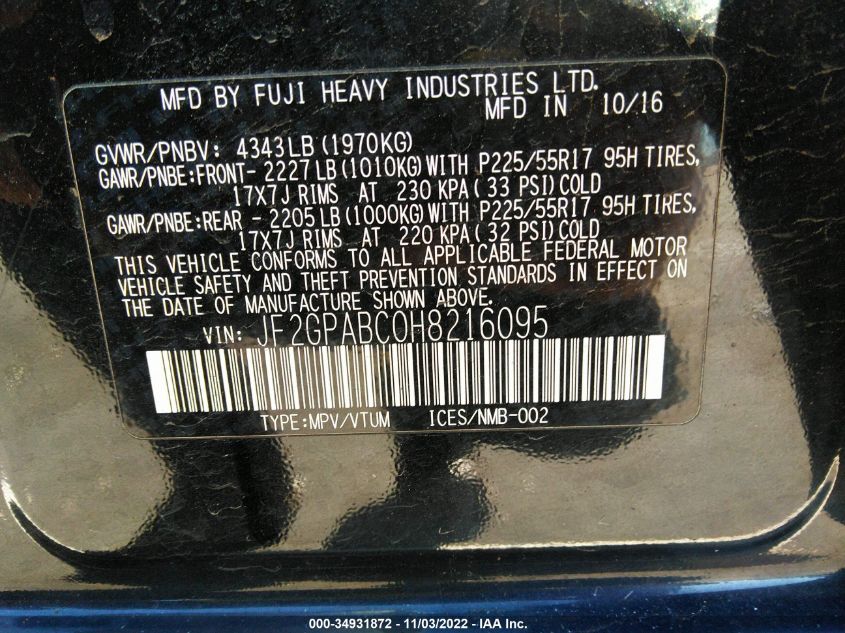 MFD BY FUJI HEAVY INDUSTRIES LTD.
MFD IN 10/16
GVWR/PNBV: 4343LB(1970KG)
GAWR/PNBE:FRONT- 2227LB(1010KG)WITH P225/55R17 95H TIRES,
17X7J RIMS AT 230 KPA( 33 PSI)COLD
GAWR/PNBE:REAR - 2205LB(1000KG)WITH P225/55R17 95H TIRES,
17X7J RIMS AT 220 KPA( 32 PSI)COLD
THIS VEHICLE CONFORMS TO ALL APPLICABLE FEDERAL MOTOR
VEHICLE SAFETY AND THEFT PREVENTION STANDARDS IN EFFECT ON
THE DATE OF MANUFACTURE SHOWN ABOVE.
VIN: JF2GPABC0H8216095
TYPE:MPV/VTUM ICES/NMB-002
000-34931872 - 11/03/2022 - IAA Inc.